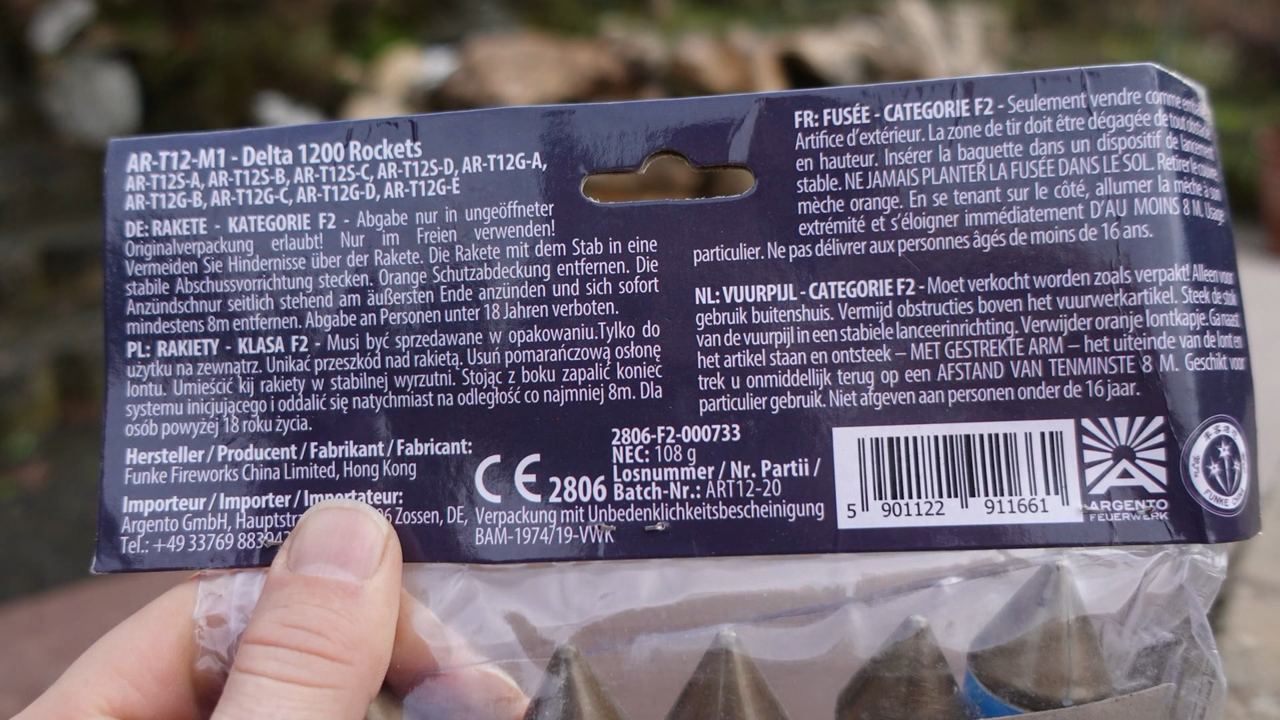 AR-T12-M1 - Delta 1200 Rockets
AR-T12S-A, AR-T12S-B, AR-T12S-C, AR-T12S-D, AR-T12G-A,
AR-T12G-B, AR-T12G-C, AR-T12G-D, AR-T12G-E
DE: RAKETE - KATEGORIE F2 - Abgabe nur in ungeöffneter
Originalverpackung erlaubt! Nur im Freien verwenden!
Vermeiden Sie Hindernisse über der Rakete. Die Rakete mit dem Stab in eine
stabile Abschussvorrichtung stecken. Orange Schutzabdeckung entfernen. Die
Anzündschnur seitlich stehend am äußersten Ende anzünden und sich sofort
mindestens 8m entfernen. Abgabe an Personen unter 18 Jahren verboten.
PL: RAKIETY - KLASA F2 - Musi być sprzedawane w opakowaniu.Tylko do
użytku na zewnątrz. Unikać przeszkód nad rakietą. Usuń pomarańczową osłonę
lontu. Umieścić kij rakiety w stabilnej wyrzutni. Stojąc z boku zapalić koniec
systemu inicjującego i oddalić się natychmiast na odległość co najmniej 8m. Dla
osób powyżej 18 roku życia.
Hersteller / Producent / Fabrikant / Fabricant:
Funke Fireworks China Limited, Hong Kong
Importeur / Importer / Importateur:
Argento GmbH, 6 Zossen, DE,
Tel.: +49 33769
FR: FUSÉE - CATEGORIE F2 - Seulement vendre comme
Artifice d'extérieur. La zone de tir doit être dégagée de tout
en hauteur. Insérer la baguette dans un dispositif de lancement
stable. NE JAMAIS PLANTER LA FUSÉE DANS LE SOL. Retirer le
mèche orange. En se tenant sur le côté, allumer la mèche à son
extrémité et s'éloigner immédiatement D'AU MOINS 8 M. Usage
particulier. Ne pas délivrer aux personnes âgés de moins de 16 ans.
NL: VUURPIJL - CATEGORIE F2 - Moet verkocht worden zoals verpakt! Alleen voor
gebruik buitenshuis. Vermijd obstructies boven het vuurwerkartikel. Steek de stok
van de vuurpijl in een stabiele lanceerinrichting. Verwijder oranje lontkapje. Ga naast
het artikel staan en ontsteek – MET GESTREKTE ARM – het uiteinde van de lont en
trek u onmiddellijk terug op een AFSTAND VAN TENMINSTE 8 M. Geschikt voor
particulier gebruik. Niet afgeven aan personen onder de 16 jaar.
CE 2806
2806-F2-000733
NEC: 108 g
Losnummer / Nr. Partii /
Batch-Nr.: ART12-20
Verpackung mit Unbedenklichkeitsbescheinigung
BAM-1974/19-VWK
5 901122 911661
ARGENTO
FEUERWERK